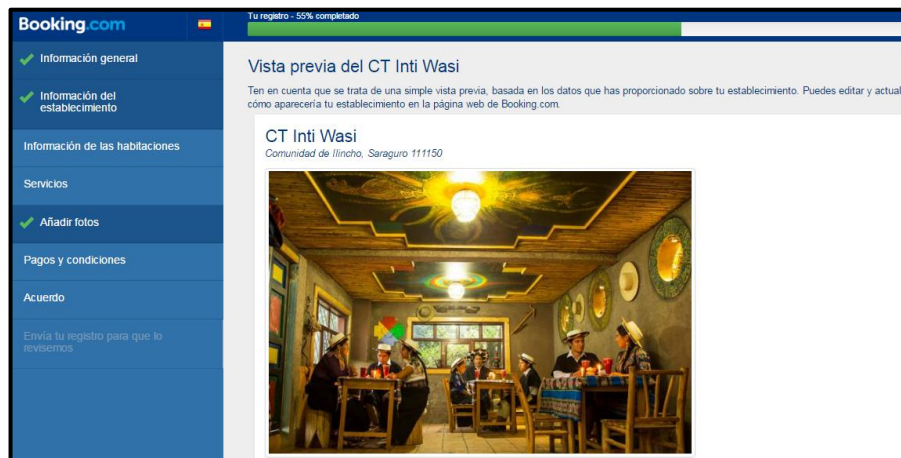 Booking.com
Tu registro - 55% completado
Información general
Información del
establecimiento
Información de las habitaciones
Servicios
Añadir fotos
Pagos y condiciones
Acuerdo
Envía tu registro para que lo
revisemos
Vista previa del CT Inti Wasi
Ten en cuenta que se trata de una simple vista previa, basada en los datos que has proporcionado sobre tu establecimiento. Puedes editar y actual
cómo aparecería tu establecimiento en la página web de Booking.com.
CT Inti Wasi
Comunidad de Ilincho, Saraguro 111150